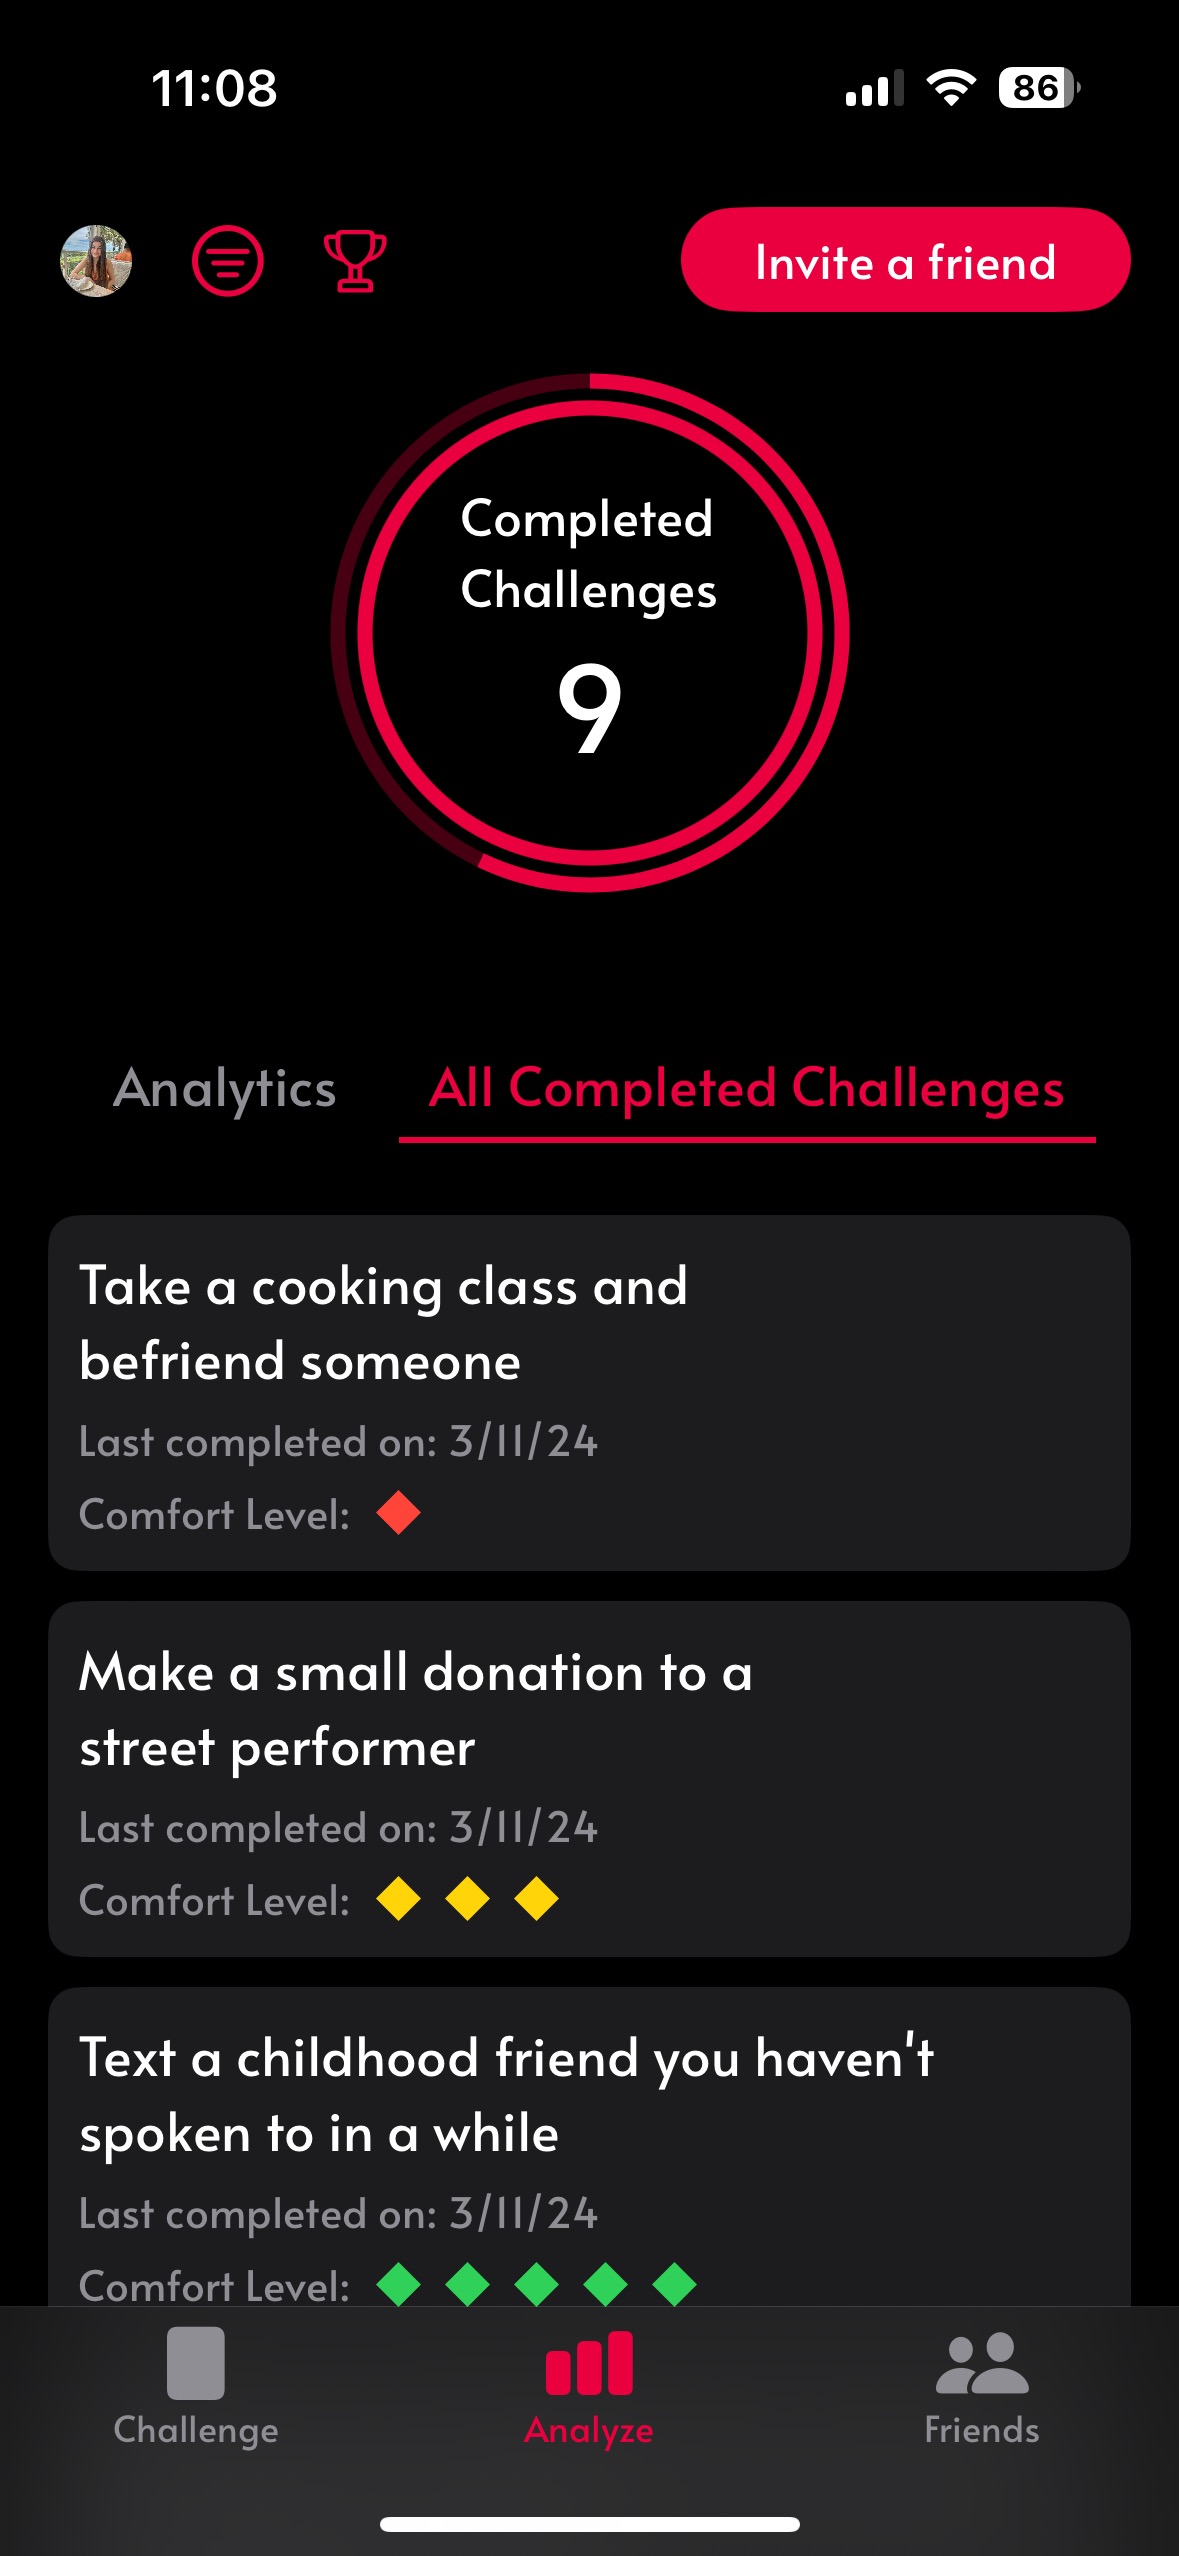 11:08
86
Invite a friend
Completed
Challenges
9
Analytics
All Completed Challenges
Take a cooking class and
befriend someone
Last completed on: 3/11/24
Comfort Level:
Make a small donation to a
street performer
Last completed on: 3/11/24
Comfort Level:
Text a childhood friend you haven't
spoken to in a while
Last completed on: 3/11/24
Comfort Level:
Challenge
Analyze
Friends